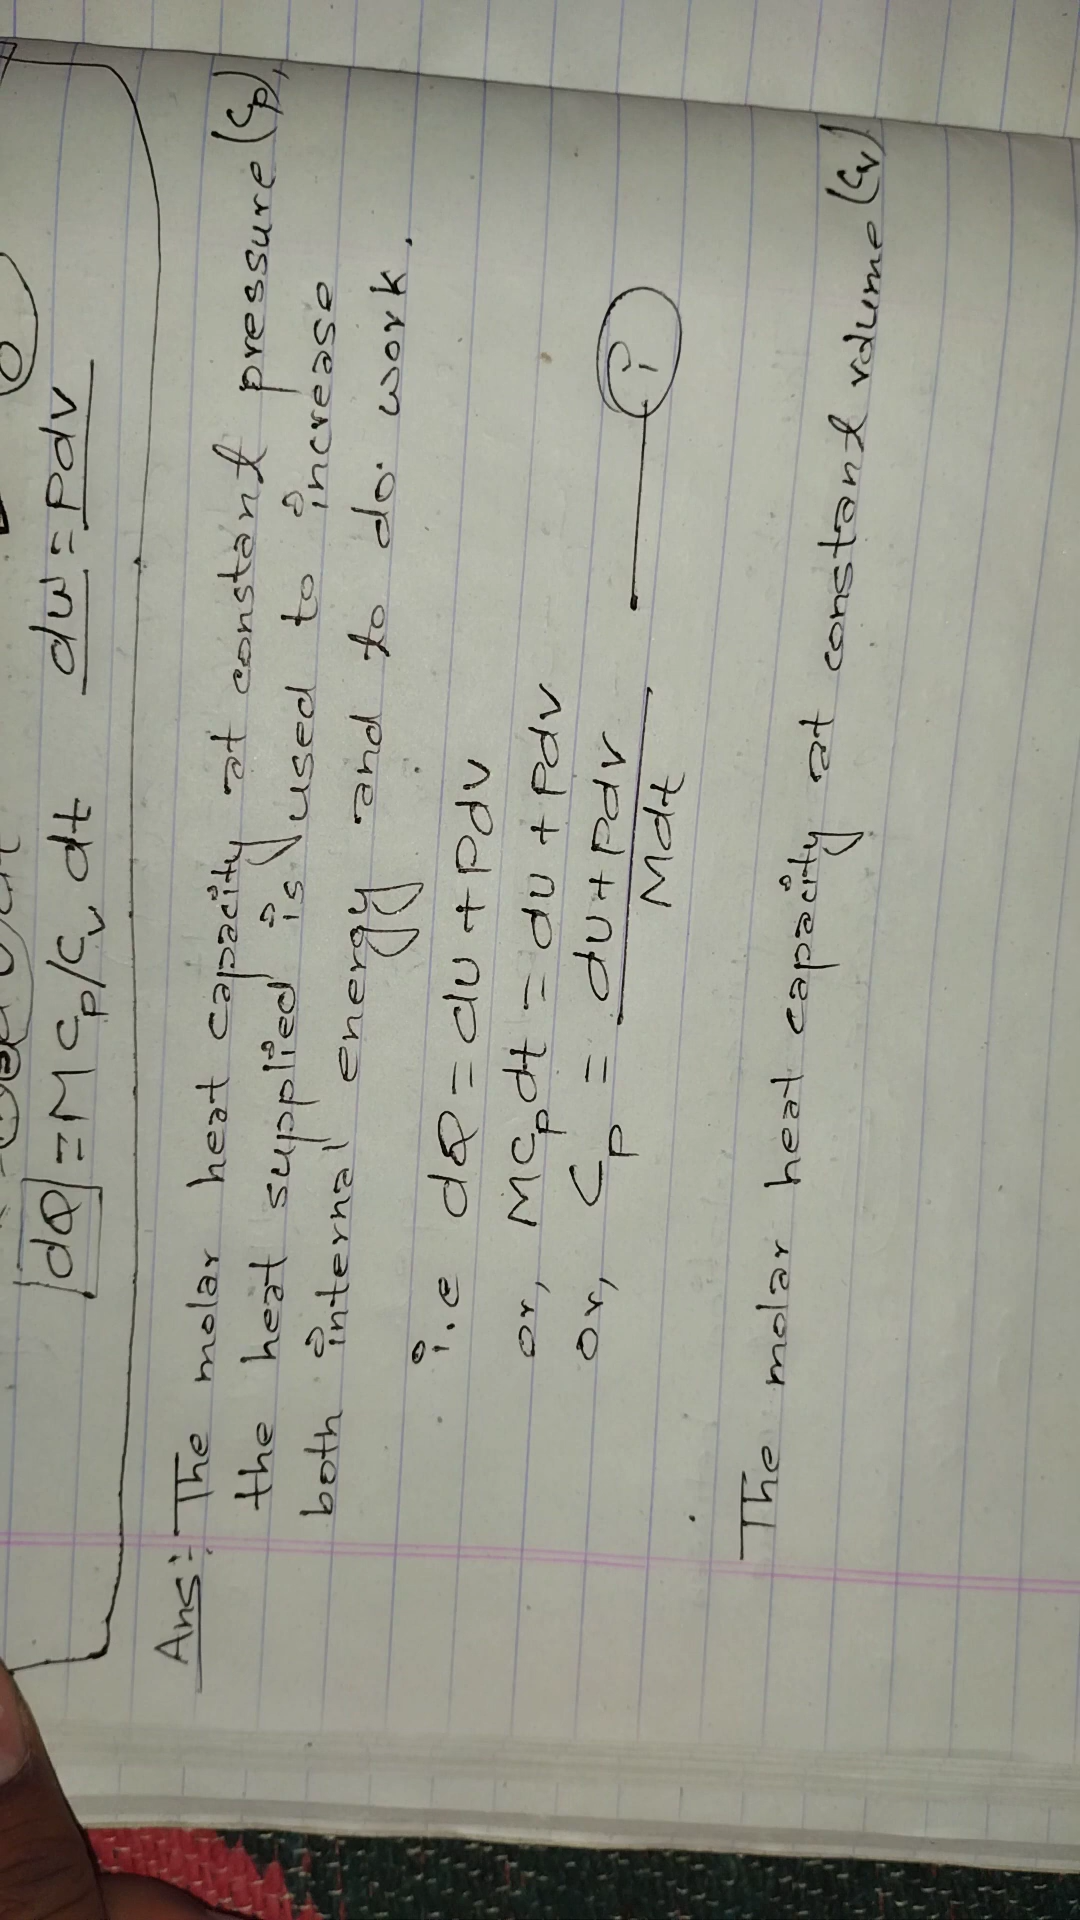 dQ = M Cp/Cv dt    dw = Pdv
Ans:- The molar heat capacity at constant pressure (Cp),
the heat supplied is used to increase
both internal energy and to do work.
i.e dQ = du + Pdv
or, MCpdt = du + Pdv
or, Cp = du + Pdv / Mdt — i
The molar heat capacity at constant volume (Cv)